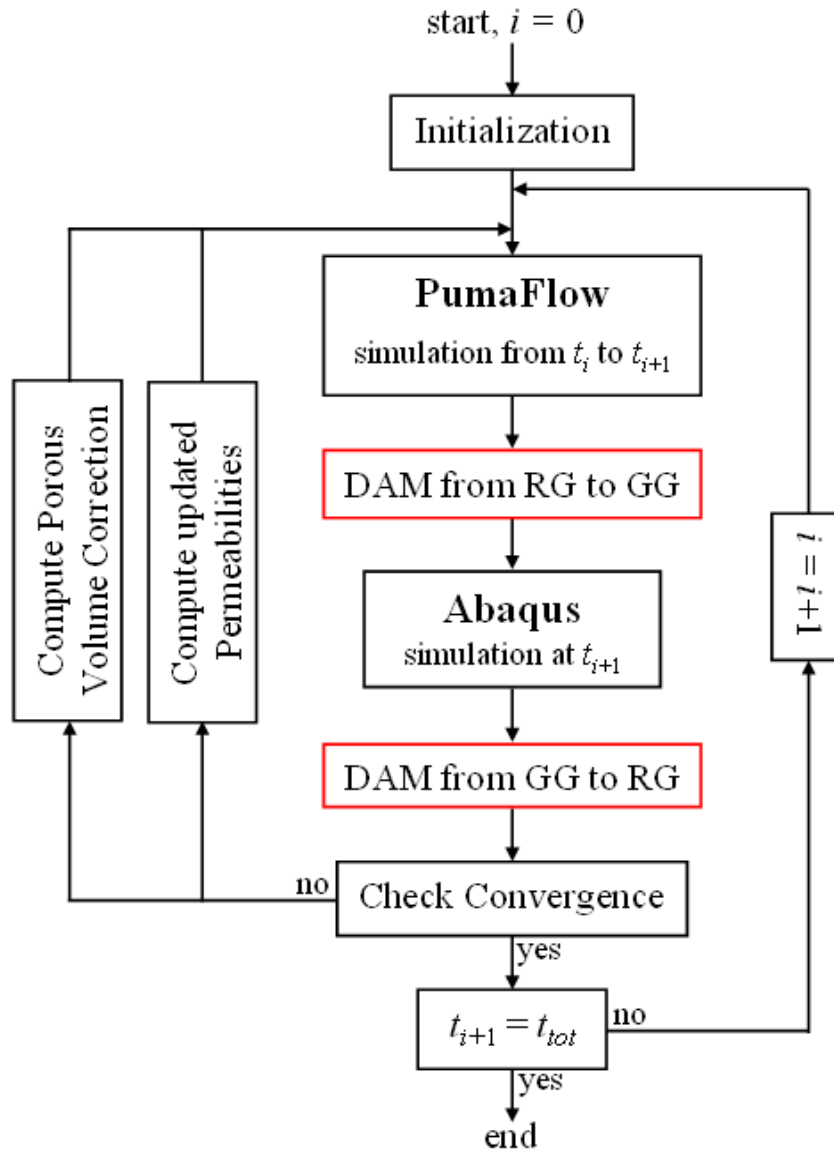 start, i = 0
Initialization
PumaFlow
simulation from tᵢ to tᵢ₊₁
DAM from RG to GG
Abaqus
simulation at tᵢ₊₁
DAM from GG to RG
Compute Porous
Volume Correction
Compute updated
Permeabilities
i = i+1
no
Check Convergence
yes
tᵢ₊₁ = tₜₒₜ
no
yes
end